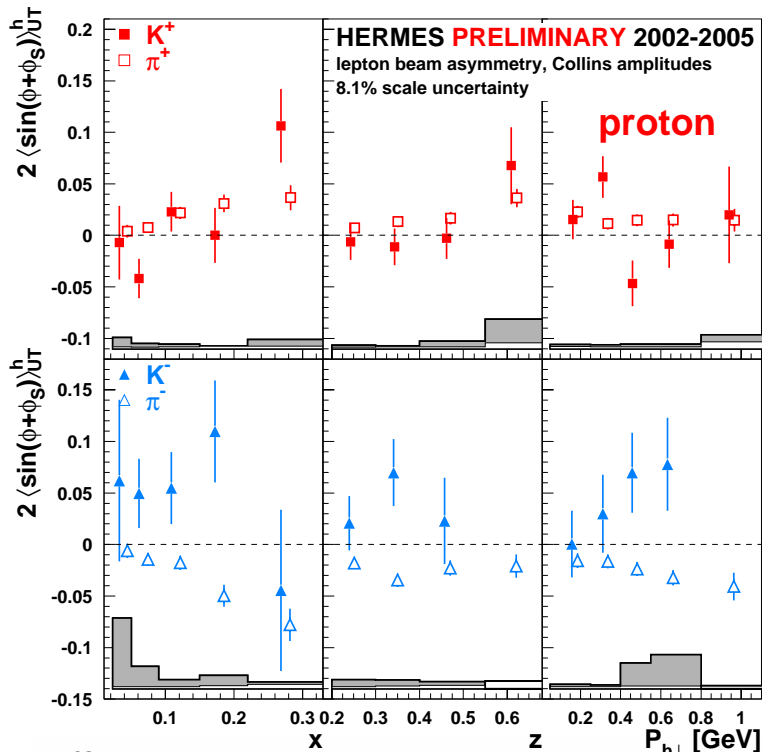 2 ⟨sin(φ+φS)⟩hUT
0.2
0.15
0.1
0.05
0
-0.05
-0.1
K+
π+
HERMES PRELIMINARY 2002-2005
lepton beam asymmetry, Collins amplitudes
8.1% scale uncertainty
proton
2 ⟨sin(φ+φS)⟩hUT
0.15
0.1
0.05
0
-0.05
-0.1
-0.15
K-
π-
0.1 0.2 0.3
0.2 0.3 0.4 0.5 0.6
0.2 0.4 0.6 0.8 1
x
z
Ph⊥ [GeV]